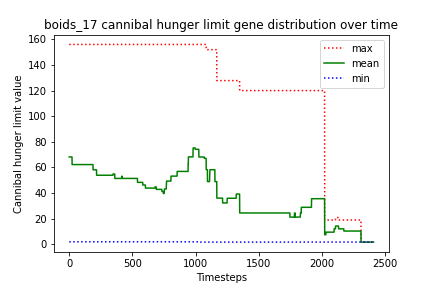 boids_17 cannibal hunger limit gene distribution over time
Cannibal hunger limit value
160
140
120
100
80
60
40
20
0
max
mean
min
0
500
1000
1500
2000
2500
Timesteps